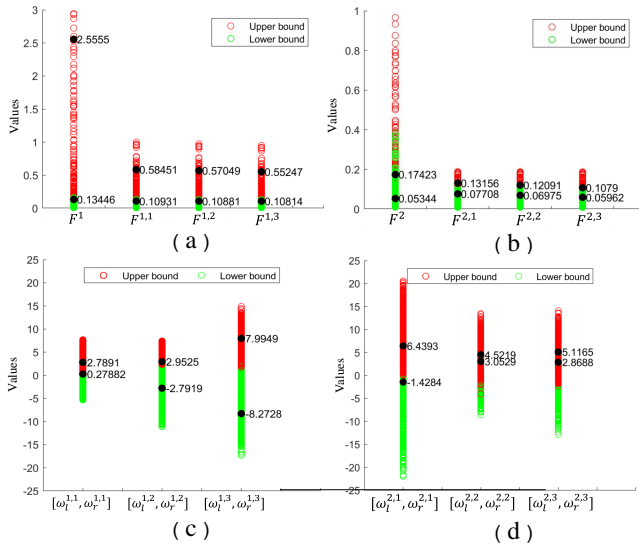 3
2.5
2
1.5
1
0.5
0
Values
Upper bound
Lower bound
2.5555
0.13446
0.58451
0.10931
0.57049
0.10881
0.55247
0.10814
F^1
F^{1,1}
F^{1,2}
F^{1,3}
(a)
1
0.8
0.6
0.4
0.2
0
Values
Upper bound
Lower bound
0.17423
0.05344
0.13156
0.07708
0.12091
0.06975
0.1079
0.05962
F^2
F^{2,1}
F^{2,2}
F^{2,3}
(b)
25
20
15
10
5
0
-5
-10
-15
-20
-25
Values
Upper bound
Lower bound
2.7891
0.27882
2.9525
-2.7919
7.9949
-8.2728
[ω_l^{1,1}, ω_r^{1,1}]
[ω_l^{1,2}, ω_r^{1,2}]
[ω_l^{1,3}, ω_r^{1,3}]
(c)
25
20
15
10
5
0
-5
-10
-15
-20
-25
Values
Upper bound
Lower bound
6.4393
-1.4284
4.5219
3.0529
5.1165
2.8688
[ω_l^{2,1}, ω_r^{2,1}]
[ω_l^{2,2}, ω_r^{2,2}]
[ω_l^{2,3}, ω_r^{2,3}]
(d)